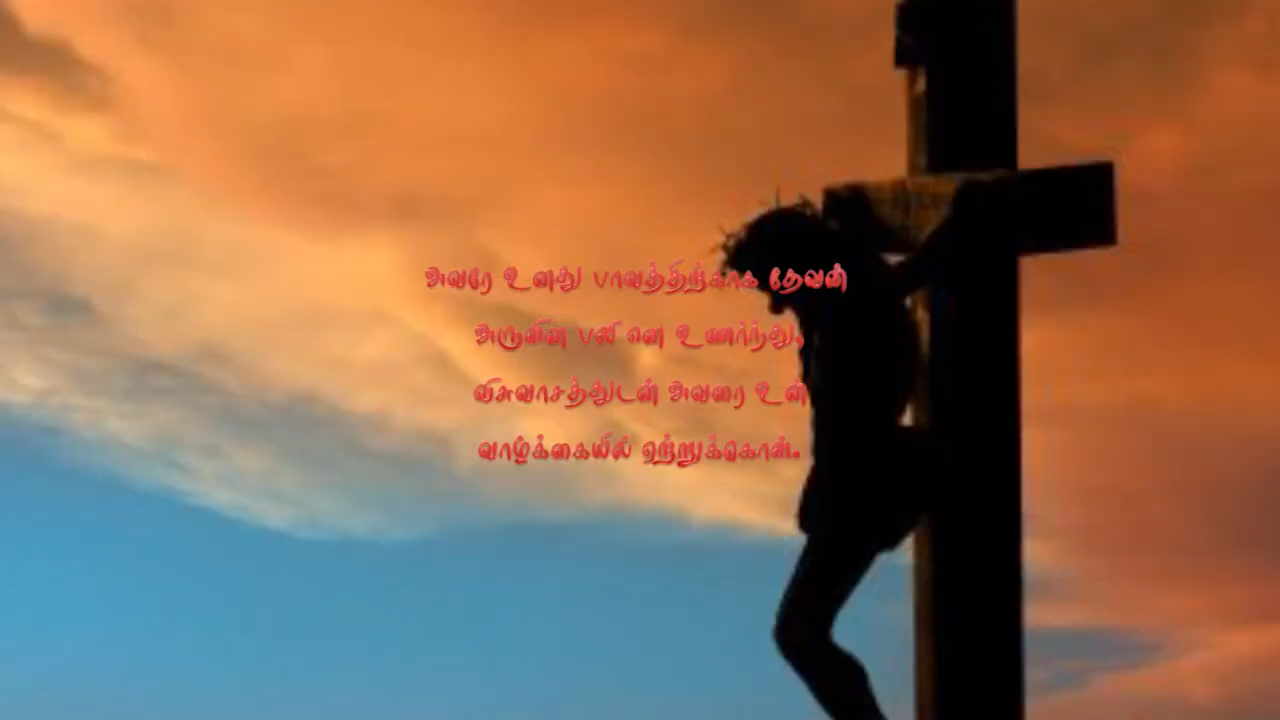 அவரே உனது பாவத்திற்காக தேவன்
அருளின பலி என உணர்ந்து,
விசுவாசத்துடன் அவரை உன்
வாழ்க்கையில் ஏற்றுக்கொள்.